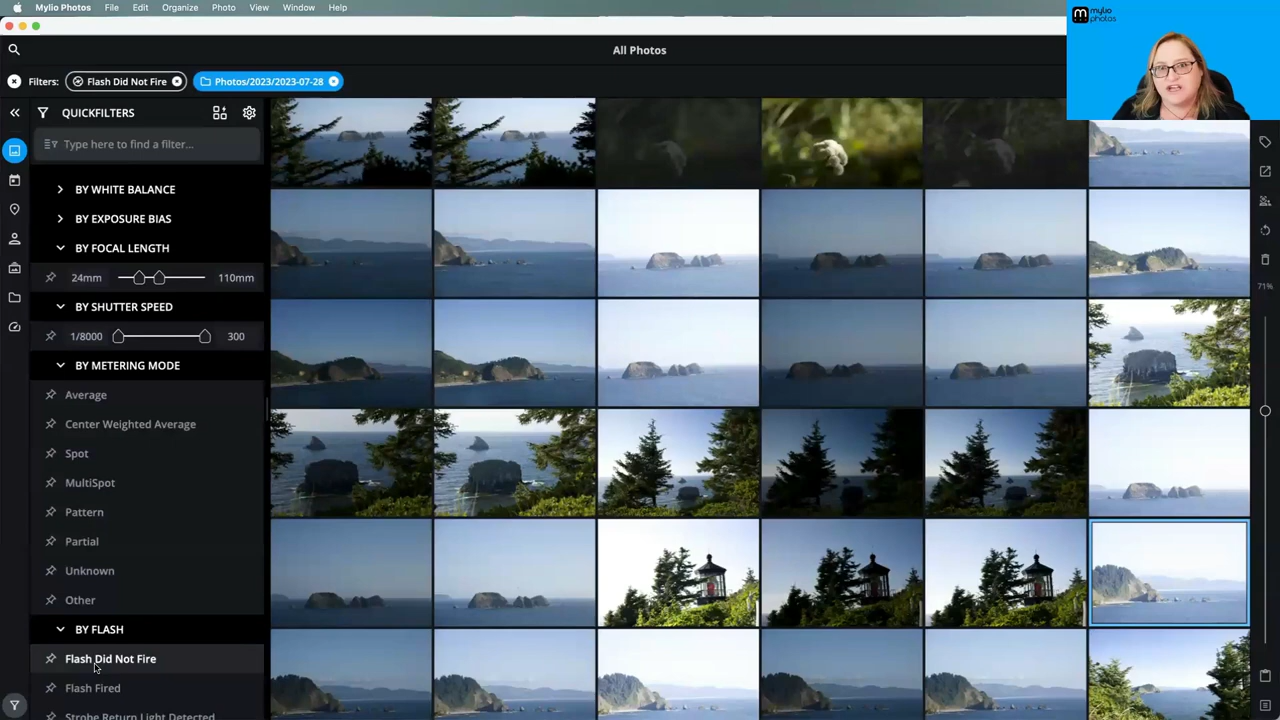 Mylio Photos File Edit Organize Photo View Window Help
mylio
photos
All Photos
Filters: Flash Did Not Fire Photos/2023/2023-07-28
QUICKFILTERS
Type here to find a filter...
BY WHITE BALANCE
BY EXPOSURE BIAS
BY FOCAL LENGTH
24mm 110mm
BY SHUTTER SPEED
1/8000 300
71%
BY METERING MODE
Average
Center Weighted Average
Spot
MultiSpot
Pattern
Partial
Unknown
Other
BY FLASH
Flash Did Not Fire
Flash Fired
Strobe Return Light Detected